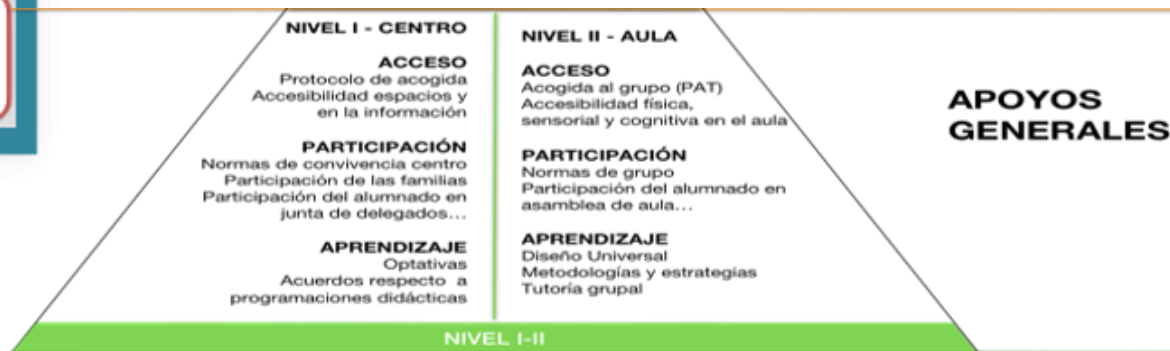 NIVEL I - CENTRO
ACCESO
Protocolo de acogida
Accesibilidad espacios y
en la información
PARTICIPACIÓN
Normas de convivencia centro
Participación de las familias
Participación del alumnado en
junta de delegados...
APRENDIZAJE
Optativas
Acuerdos respecto a
programaciones didácticas
NIVEL II - AULA
ACCESO
Acogida al grupo (PAT)
Accesibilidad física,
sensorial y cognitiva en el aula
PARTICIPACIÓN
Normas de grupo
Participación del alumnado en
asamblea de aula...
APRENDIZAJE
Diseño Universal
Metodologías y estrategias
Tutoría grupal
APOYOS
GENERALES
NIVEL I-II